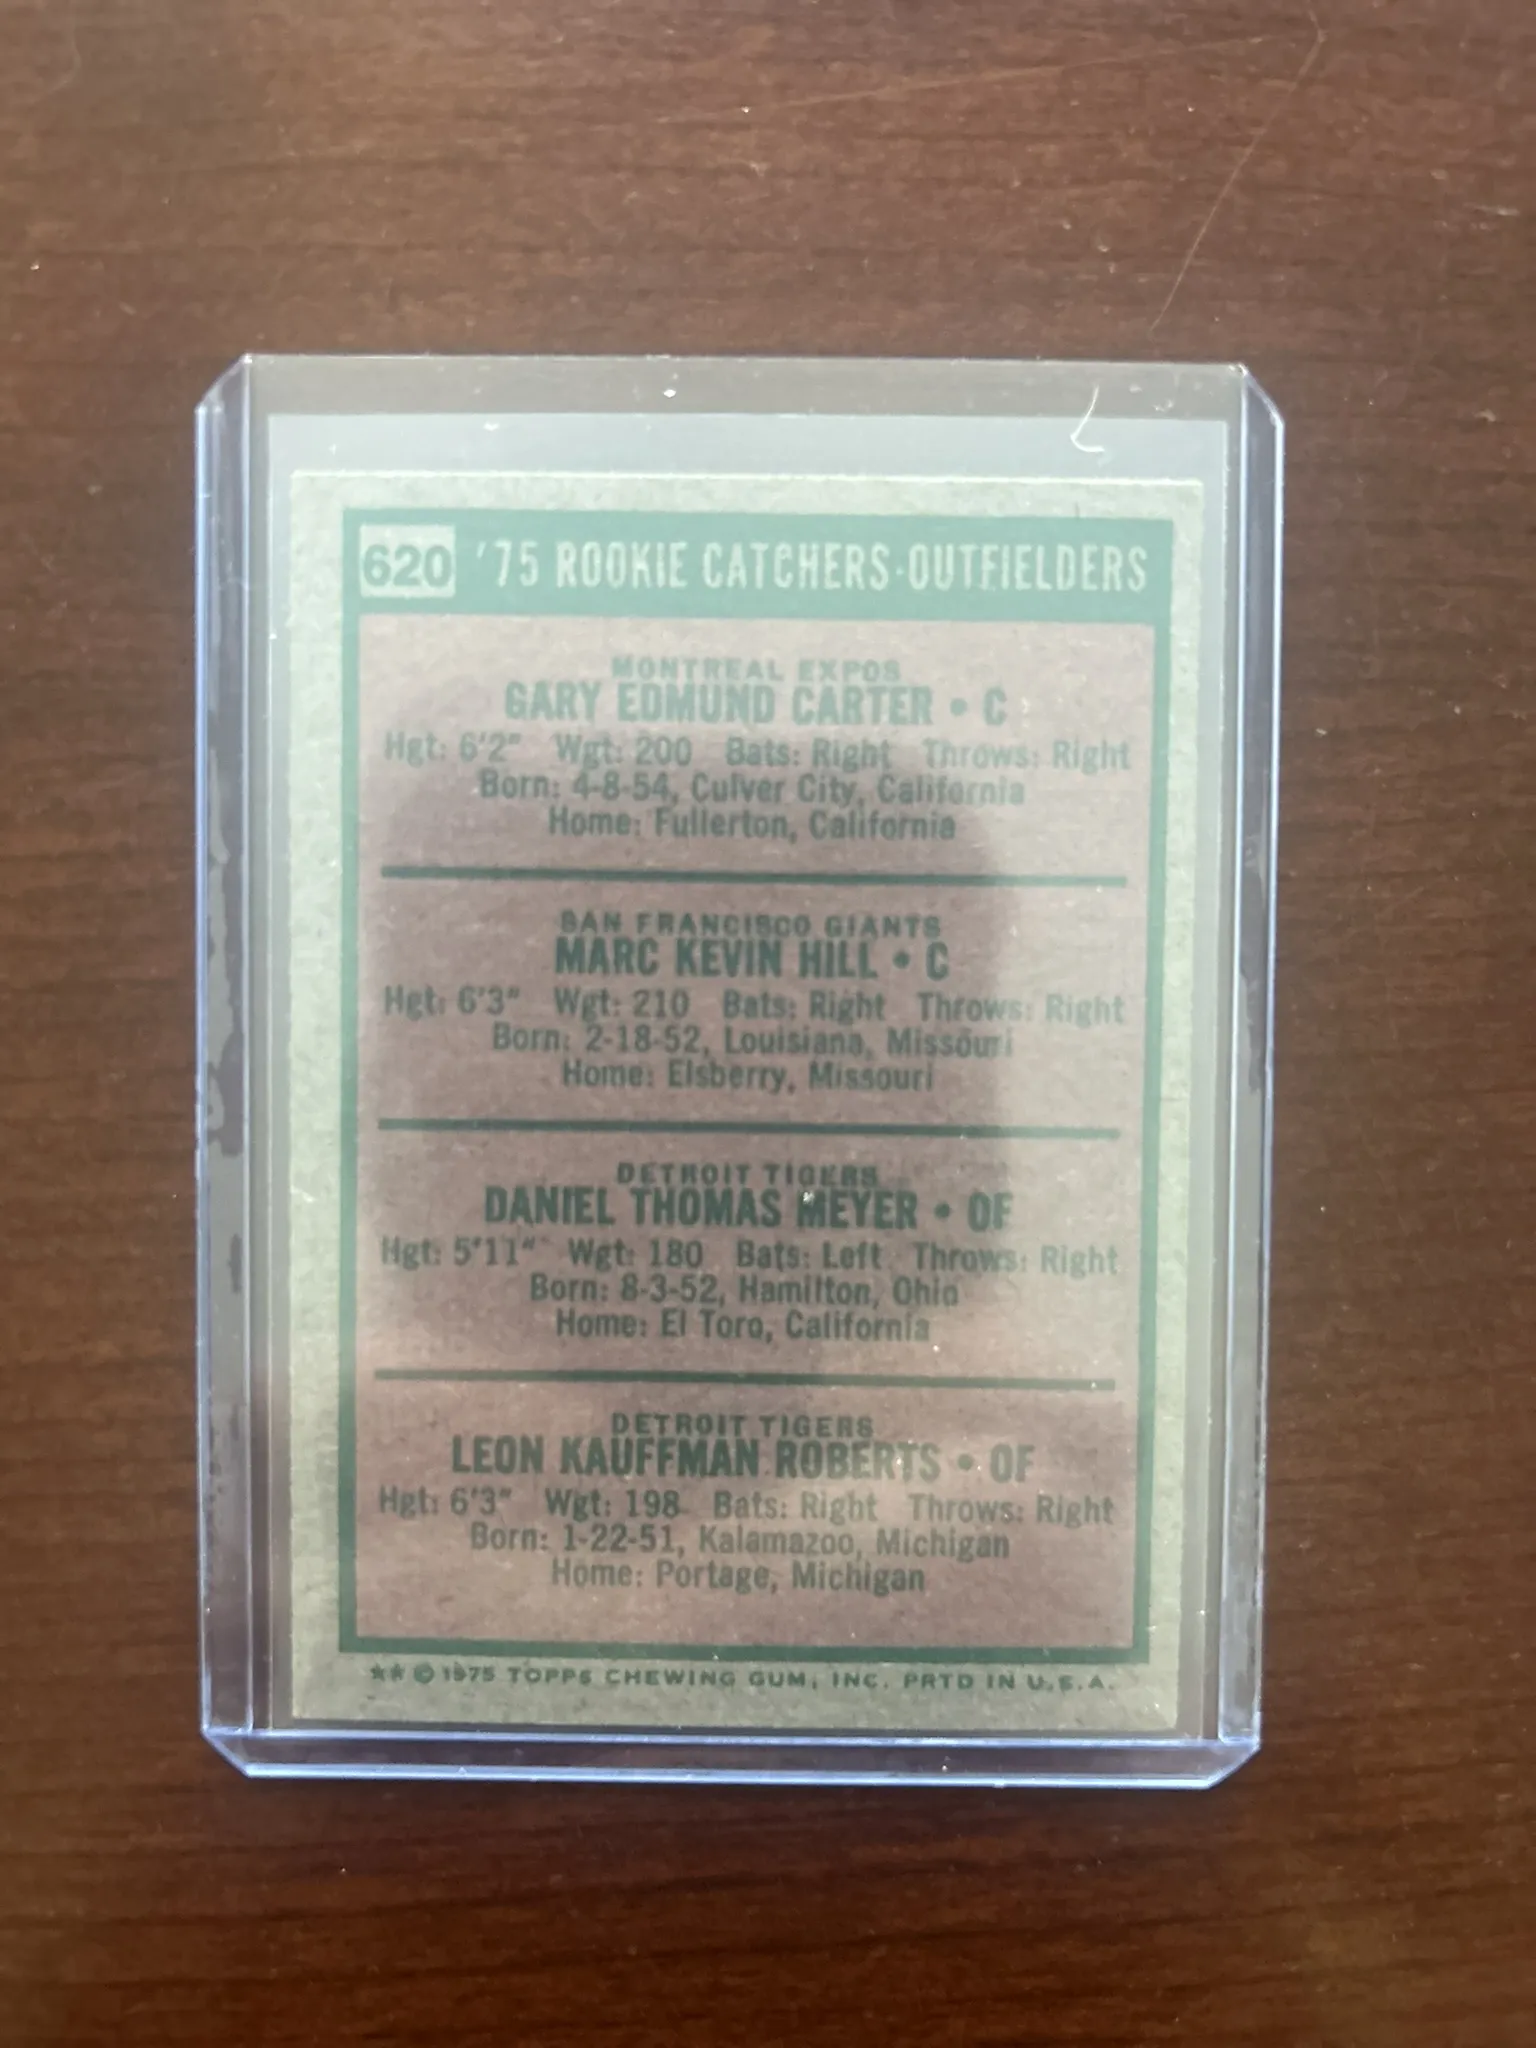 620 '75 ROOKIE CATCHERS-OUTFIELDERS
MONTREAL EXPOS
GARY EDMUND CARTER • C
Hgt: 6'2" Wgt: 200 Bats: Right Throws: Right
Born: 4-8-54, Culver City, California
Home: Fullerton, California
SAN FRANCISCO GIANTS
MARC KEVIN HILL • C
Hgt: 6'3" Wgt: 210 Bats: Right Throws: Right
Born: 2-18-52, Louisiana, Missouri
Home: Elsberry, Missouri
DETROIT TIGERS
DANIEL THOMAS MEYER • OF
Hgt: 5'11" Wgt: 180 Bats: Left Throws: Right
Born: 8-3-52, Hamilton, Ohio
Home: El Toro, California
DETROIT TIGERS
LEON KAUFFMAN ROBERTS • OF
Hgt: 6'3" Wgt: 198 Bats: Right Throws: Right
Born: 1-22-51, Kalamazoo, Michigan
Home: Portage, Michigan
** © 1975 TOPPS CHEWING GUM, INC. PRTD IN U.S.A.